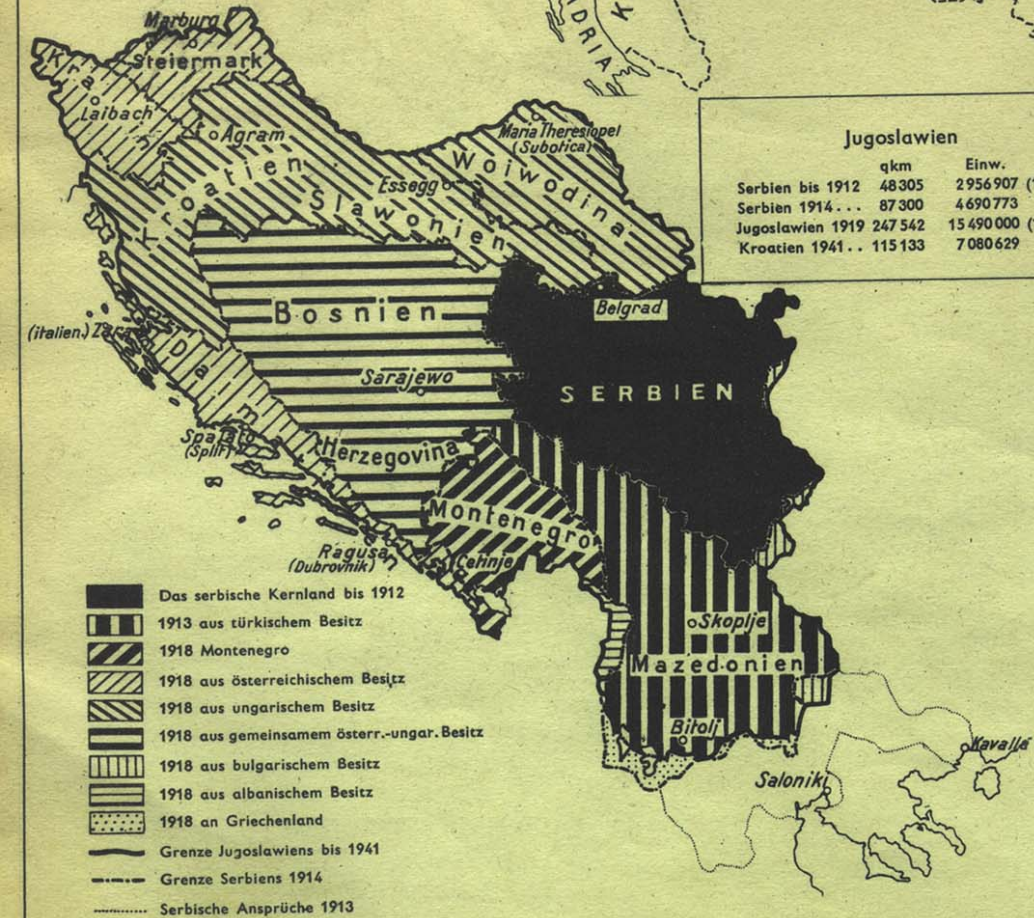 Marburg
Steiermark
Krain
Laibach
Agram
Maria Theresiopel
(Subotica)
Essegg
Woiwodina
Kroatien
Slawonien
ADRIA
K
Jugoslawien
qkm Einw.
Serbien bis 1912 48305 2956907
Serbien 1914... 87300 4690773
Jugoslawien 1919 247542 15490000
Kroatien 1941.. 115133 7080629
Belgrad
Bosnien
(italien.) Zara
SERBIEN
Sarajewo
Spalato
(Split)
Herzegovina
Montenegro
Ragusa
(Dubrovnik)
Cetinje
Skoplje
Mazedonien
Bitolj
Saloniki
Kavalla
Das serbische Kernland bis 1912
1913 aus türkischem Besitz
1918 Montenegro
1918 aus österreichischem Besitz
1918 aus ungarischem Besitz
1918 aus gemeinsamem österr.-ungar. Besitz
1918 aus bulgarischem Besitz
1918 aus albanischem Besitz
1918 an Griechenland
Grenze Jugoslawiens bis 1941
Grenze Serbiens 1914
Serbische Ansprüche 1913